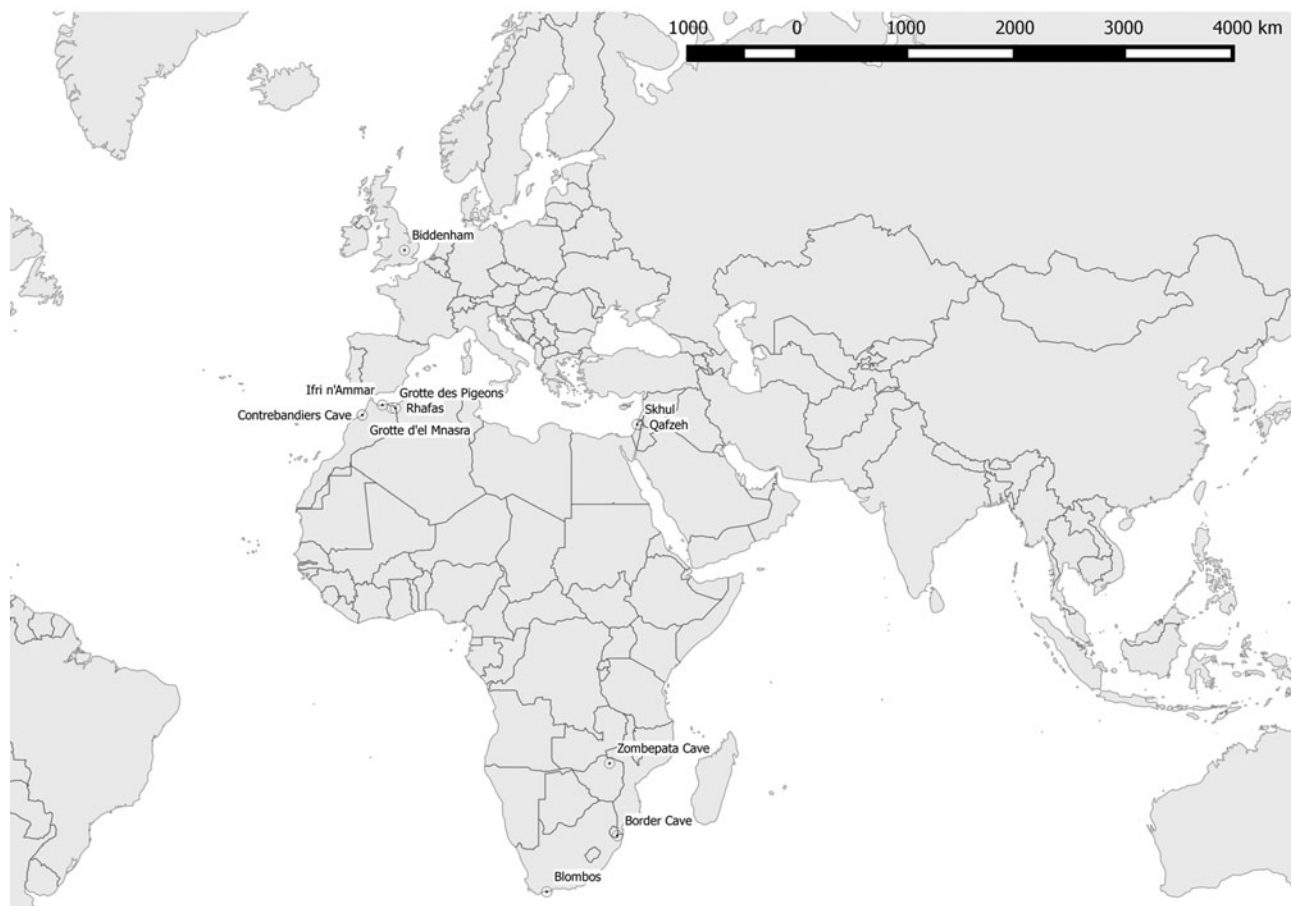 1000 0 1000 2000 3000 4000 km
Biddenham
Ifri n'Ammar
Grotte des Pigeons
Contrebandiers Cave
Rhafas
Grotte d'el Mnasra
Skhul
Qafzeh
Zombepata Cave
Border Cave
Blombos